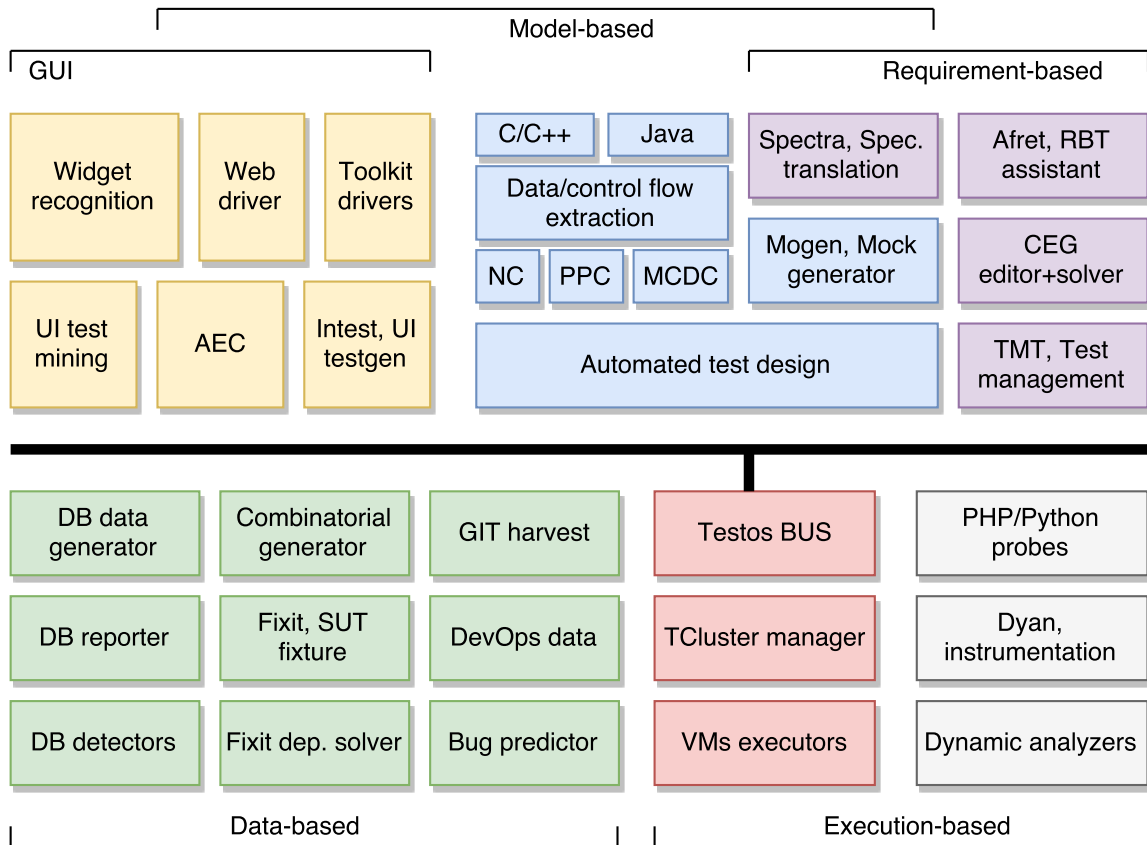 Model-based
GUI
Requirement-based
Widget
recognition
Web
driver
Toolkit
drivers
C/C++
Java
Data/control flow
extraction
NC
PPC
MCDC
Spectra, Spec.
translation
Afret, RBT
assistant
Mogen, Mock
generator
CEG
editor+solver
UI test
mining
AEC
Intest, UI
testgen
Automated test design
TMT, Test
management
DB data
generator
Combinatorial
generator
GIT harvest
Testos BUS
PHP/Python
probes
DB reporter
Fixit, SUT
fixture
DevOps data
TCluster manager
Dyan,
instrumentation
DB detectors
Fixit dep. solver
Bug predictor
VMs executors
Dynamic analyzers
Data-based
Execution-based